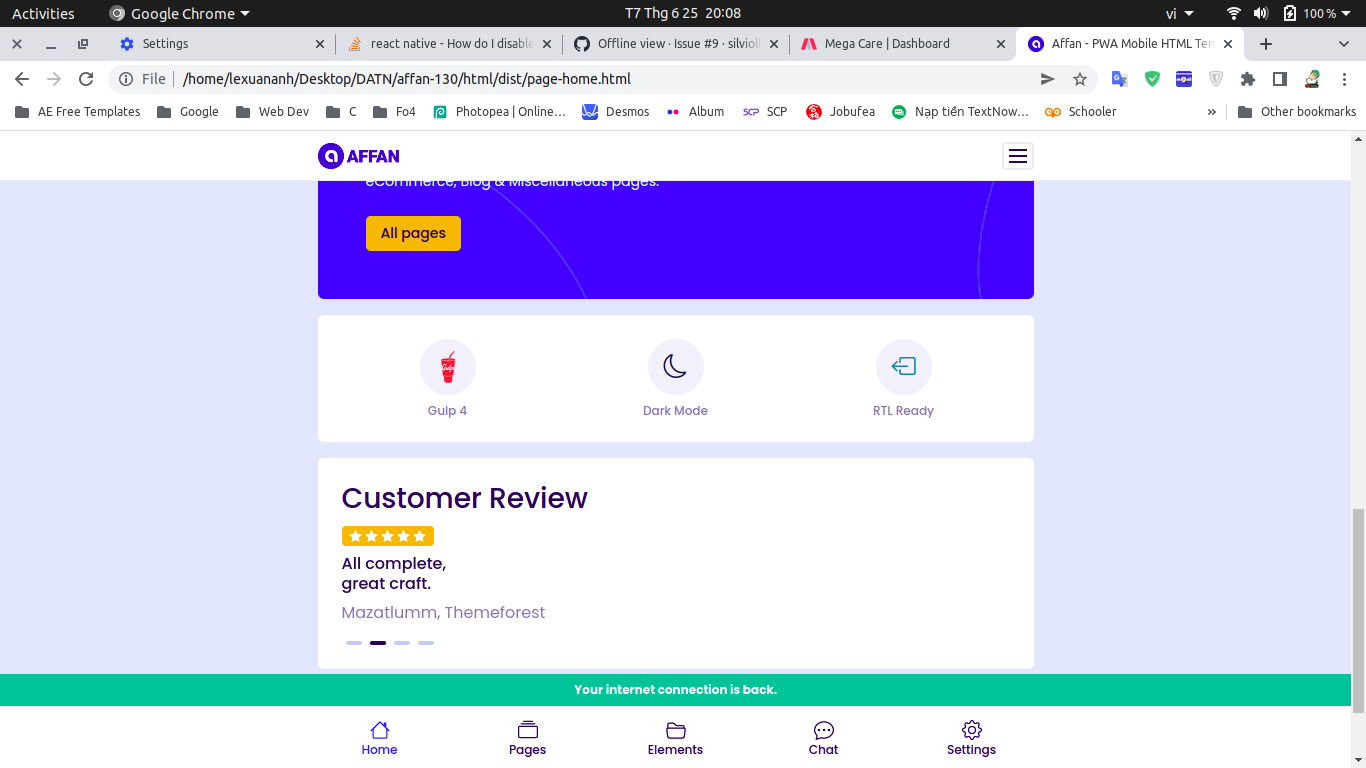 Activities
Google Chrome
T7 Thg 6 25 20:08
vi
100 %
Settings
react native - How do I disable
Offline view · Issue #9 · silvioll
Mega Care | Dashboard
Affan - PWA Mobile HTML Tem
File
/home/lexuananh/Desktop/DATN/affan-130/html/dist/page-home.html
AE Free Templates
Google
Web Dev
C
Fo4
Photopea | Online...
Desmos
Album
SCP
SCP
Jobufea
Nạp tiền TextNow...
Schooler
»
Other bookmarks
AFFAN
eCommerce, Blog & Miscellaneous pages.
All pages
Gulp
Gulp 4
Dark Mode
RTL Ready
Customer Review
All complete,
great craft.
Mazatlumm, Themeforest
Your internet connection is back.
Home
Pages
Elements
Chat
Settings